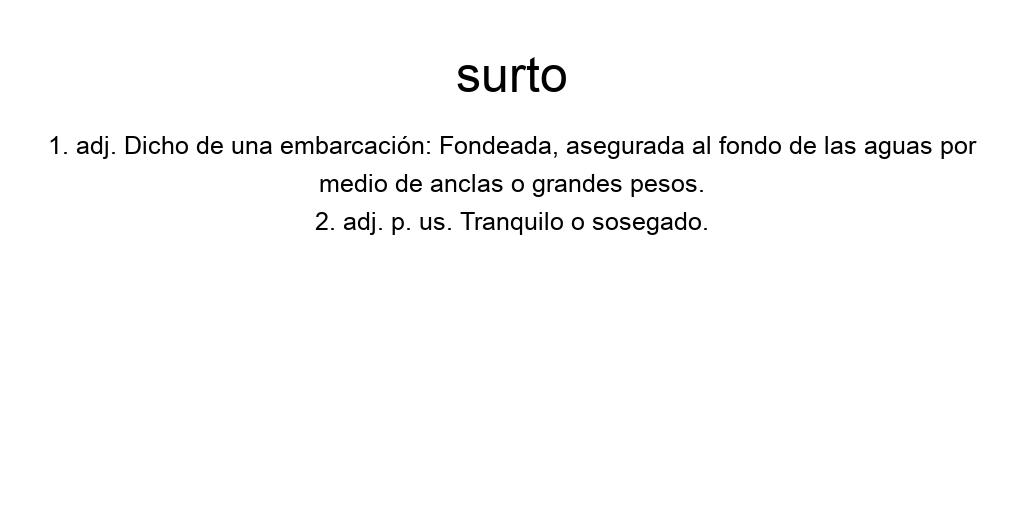 surto
1. adj. Dicho de una embarcación: Fondeada, asegurada al fondo de las aguas por
medio de anclas o grandes pesos.
2. adj. p. us. Tranquilo o sosegado.